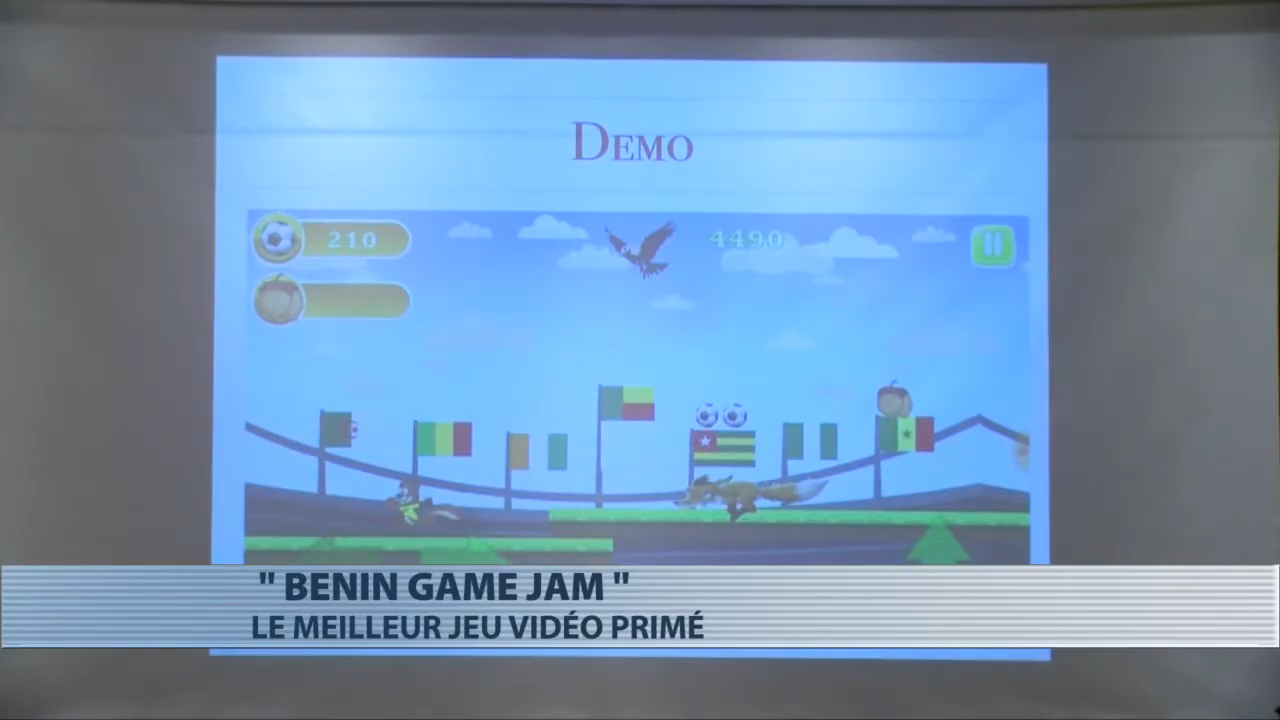 DEMO
210
4490
" BENIN GAME JAM "
LE MEILLEUR JEU VIDÉO PRIMÉ